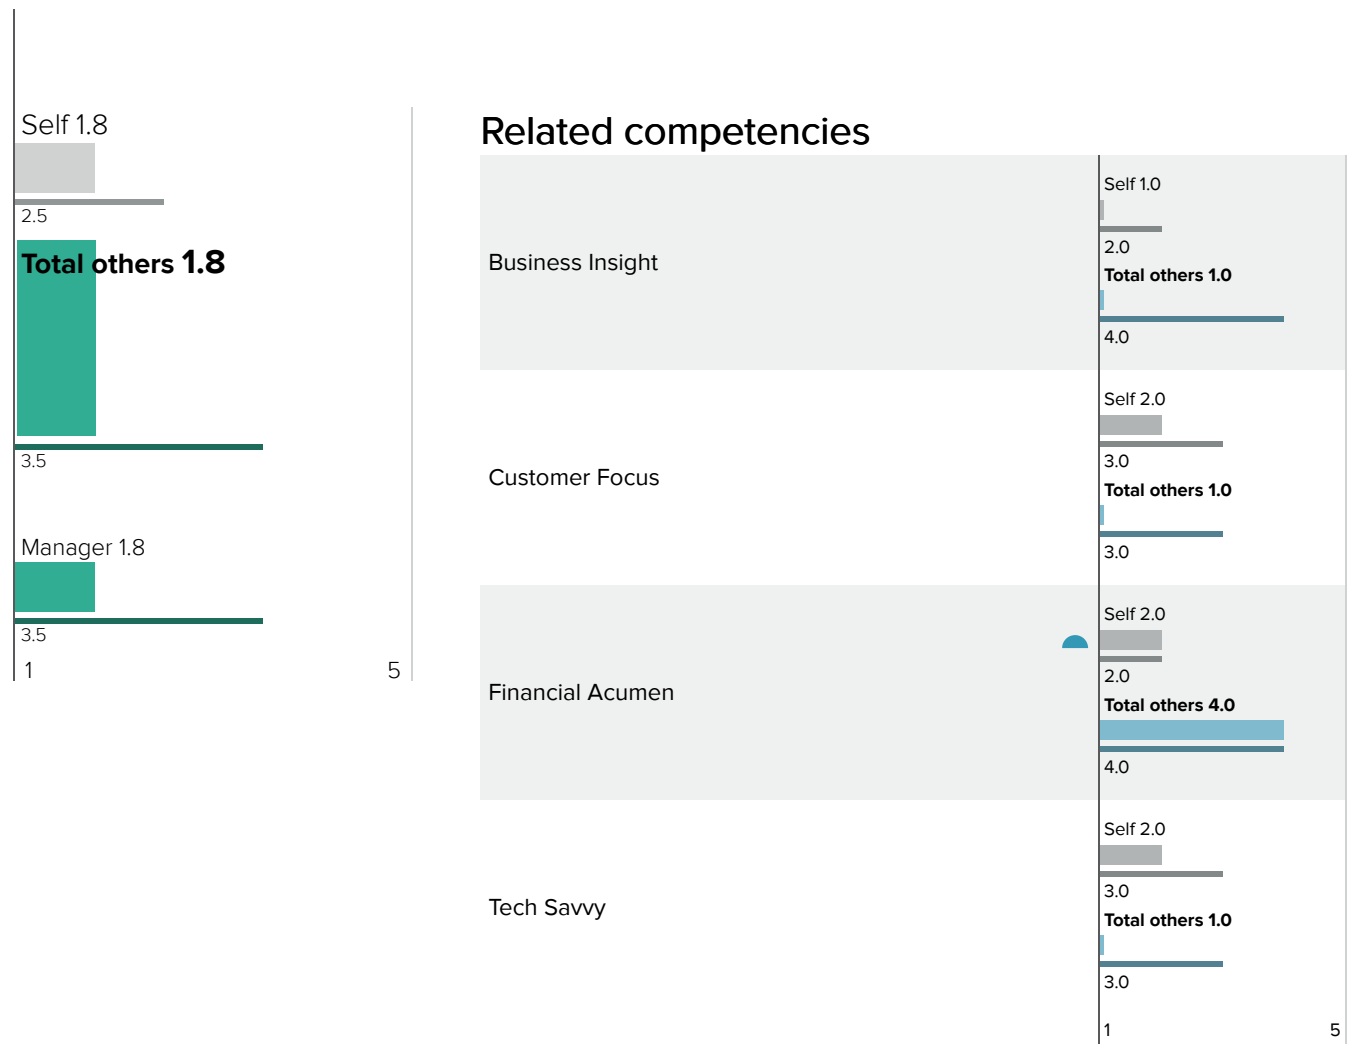 Self 1.8
2.5
Total others 1.8
3.5
Manager 1.8
3.5
1 5
Related competencies
Business Insight
Self 1.0
2.0
Total others 1.0
4.0
Customer Focus
Self 2.0
3.0
Total others 1.0
3.0
Financial Acumen
Self 2.0
2.0
Total others 4.0
4.0
Tech Savvy
Self 2.0
3.0
Total others 1.0
3.0
1 5